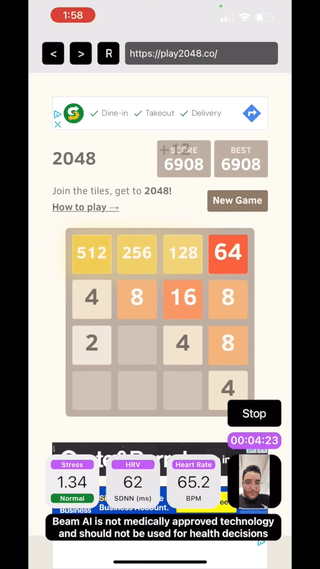 1:58
< > R https://play2048.co/
Dine-in Takeout Delivery
2048
SCORE
6908
BEST
6908
Join the tiles, get to 2048!
How to play →
New Game
512 256 128 64
4 8 16 8
2 4 8
4
Stop
00:04:23
Stress
1.34
Normal
HRV
62
SDNN (ms)
Heart Rate
65.2
BPM
Business Account.
Beam AI is not medically approved technology
and should not be used for health decisions